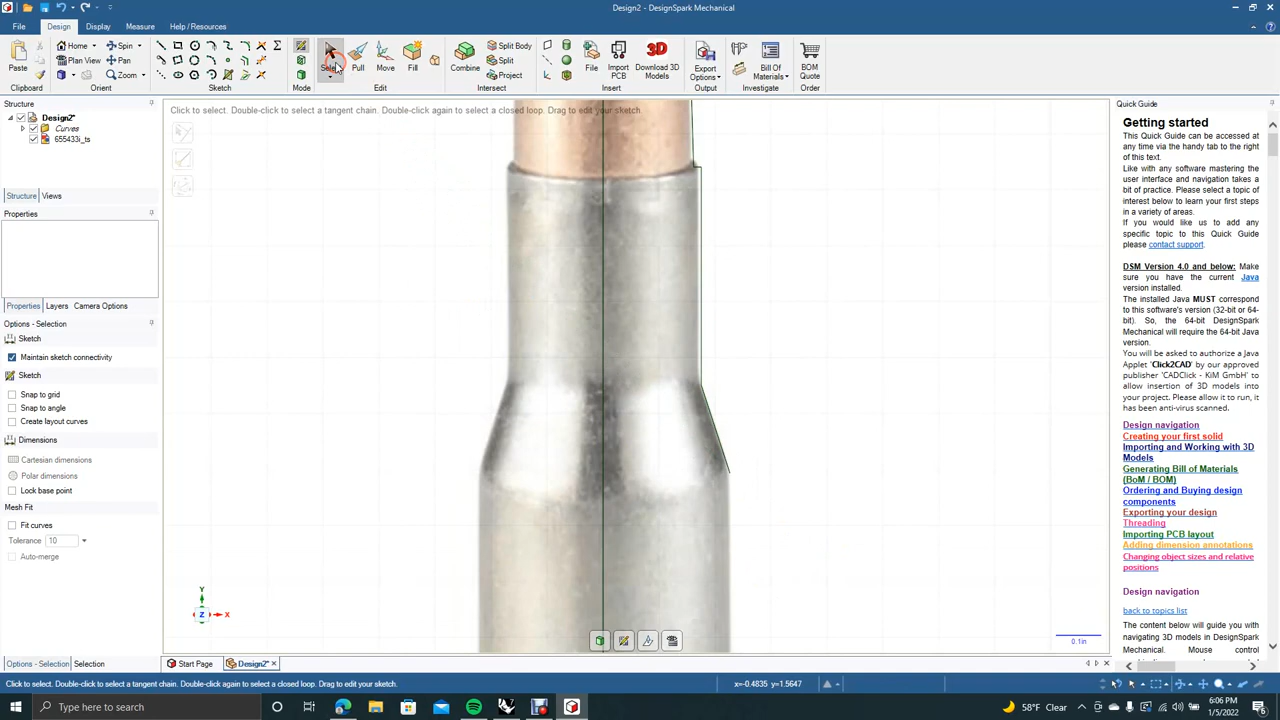 Design2* - DesignSpark Mechanical
File
Design
Display
Measure
Help / Resources
Paste
Home
Spin
Plan View
Pan
Zoom
Select
Pull
Move
Fill
Combine
Split Body
Split
Project
File
Import PCB
Download 3D Models
Export Options
Bill of Materials
BOM Quote
Clipboard
Orient
Sketch
Mode
Edit
Intersect
Insert
Output
Investigate
Order
Structure
Design2*
Curves
655433i_ts
Structure
Views
Properties
Properties
Layers
Camera Options
Options - Selection
Sketch
Maintain sketch connectivity
Sketch
Snap to grid
Snap to angle
Create layout curves
Dimensions
Cartesian dimensions
Polar dimensions
Lock base point
Mesh Fit
Fit curves
Tolerance 10
Auto-merge
Options - Selection
Selection
Click to select. Double-click to select a tangent chain. Double-click again to select a closed loop. Drag to edit your sketch.
Y
Z
X
0.1in
Start Page
Design2*
Quick Guide
Getting started
This Quick Guide can be accessed at
any time via the handy tab to the right
of this text.
Like with any software mastering the
user interface and navigation takes a
bit of practice. Please select a topic of
interest below to learn your first steps
in a variety of areas.
If you would like us to add any
specific topic to this Quick Guide
please contact support.
DSM Version 4.0 and below: Make
sure you have the current Java
version installed.
The installed Java MUST correspond
to this software's version (32-bit or 64-
bit). So, the 64-bit DesignSpark
Mechanical will require the 64-bit Java
version.
You will be asked to authorize a Java
Applet 'Click2CAD' by our approved
publisher 'CADClick - KiM GmbH' to
allow insertion of 3D models into
your project. Please allow it to run, it
has been anti-virus scanned.
Design navigation
Creating your first solid
Importing and Working with 3D
Models
Generating Bill of Materials
(BoM / BOM)
Ordering and Buying design
components
Exporting your design
Threading
Importing PCB layout
Adding dimension annotations
Changing object sizes and relative
positions
Design navigation
back to topics list
The content below will guide you with
navigating 3D models in DesignSpark
Mechanical. Mouse control
Click to select. Double-click to select a tangent chain. Double-click again to select a closed loop. Drag to edit your sketch.
x=-0.4835 y=1.5647
Type here to search
58°F Clear
6:06 PM
1/5/2022
6